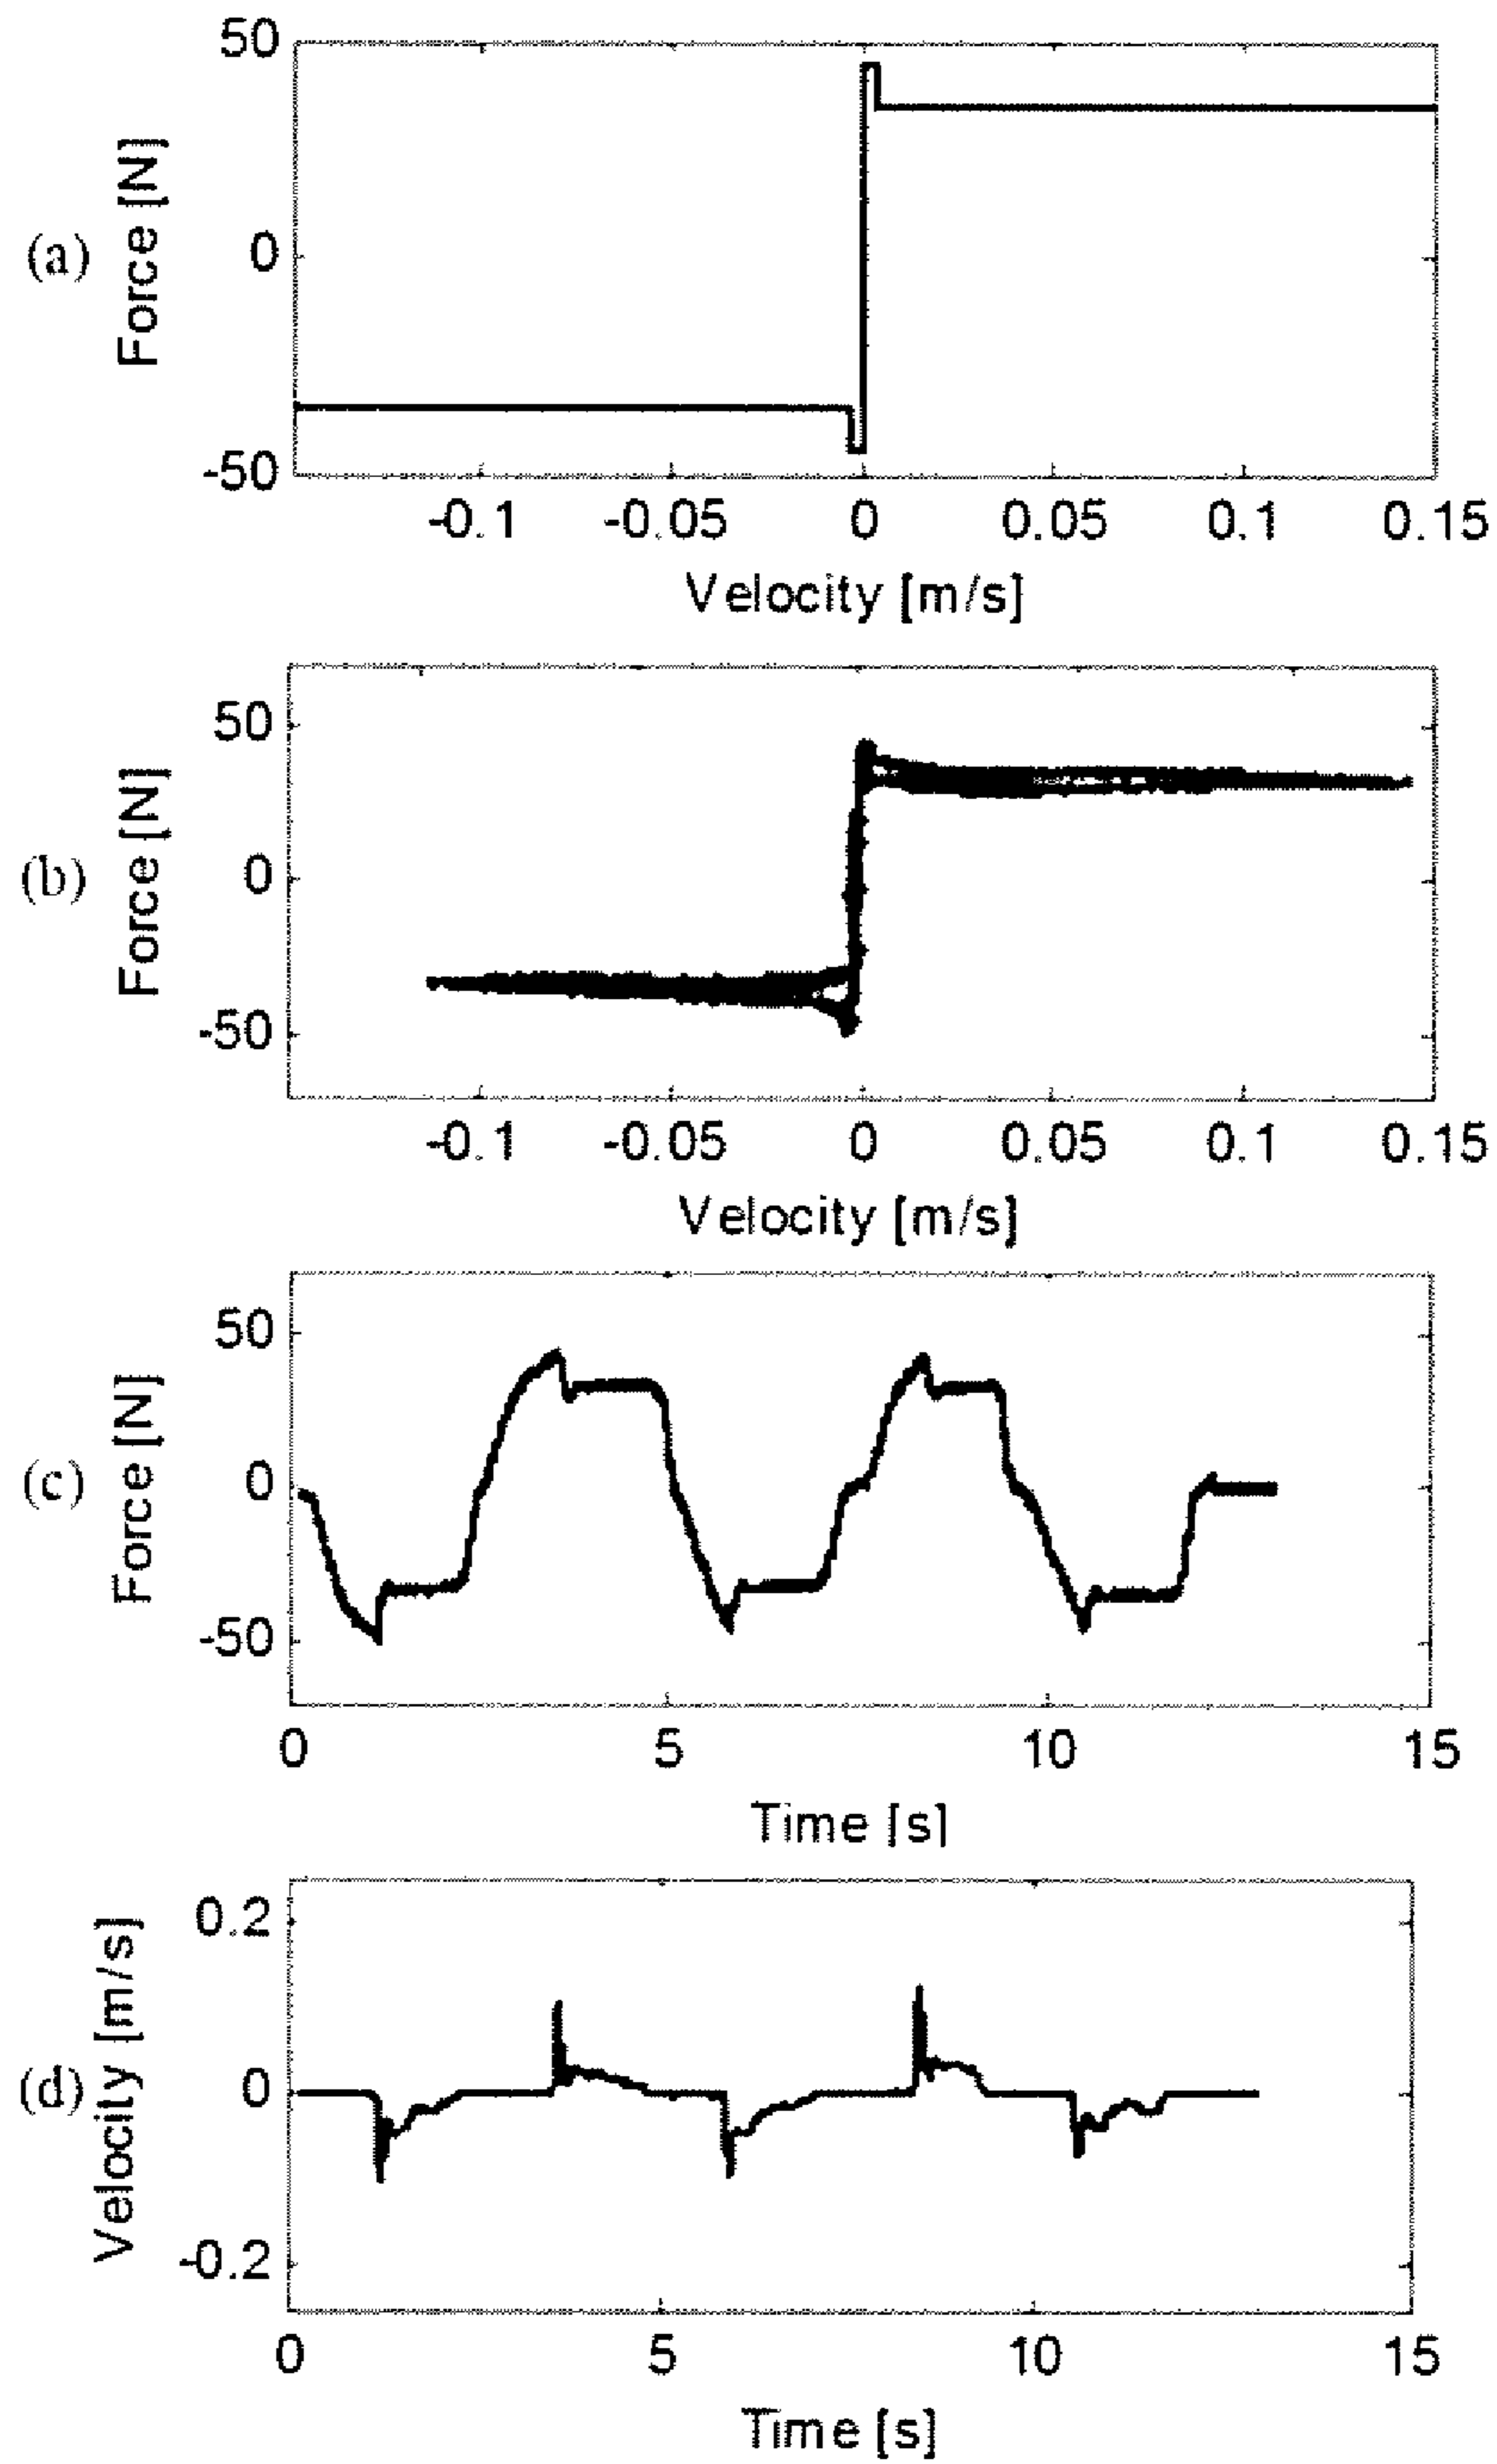 50
(a)
Force [N]
0
-50
-0.1 -0.05 0 0.05 0.1 0.15
Velocity [m/s]
50
(b)
Force [N]
0
-50
-0.1 -0.05 0 0.05 0.1 0.15
Velocity [m/s]
50
(c)
Force [N]
0
-50
0 5 10 15
Time [s]
0.2
(d)
Velocity [m/s]
0
-0.2
0 5 10 15
Time [s]